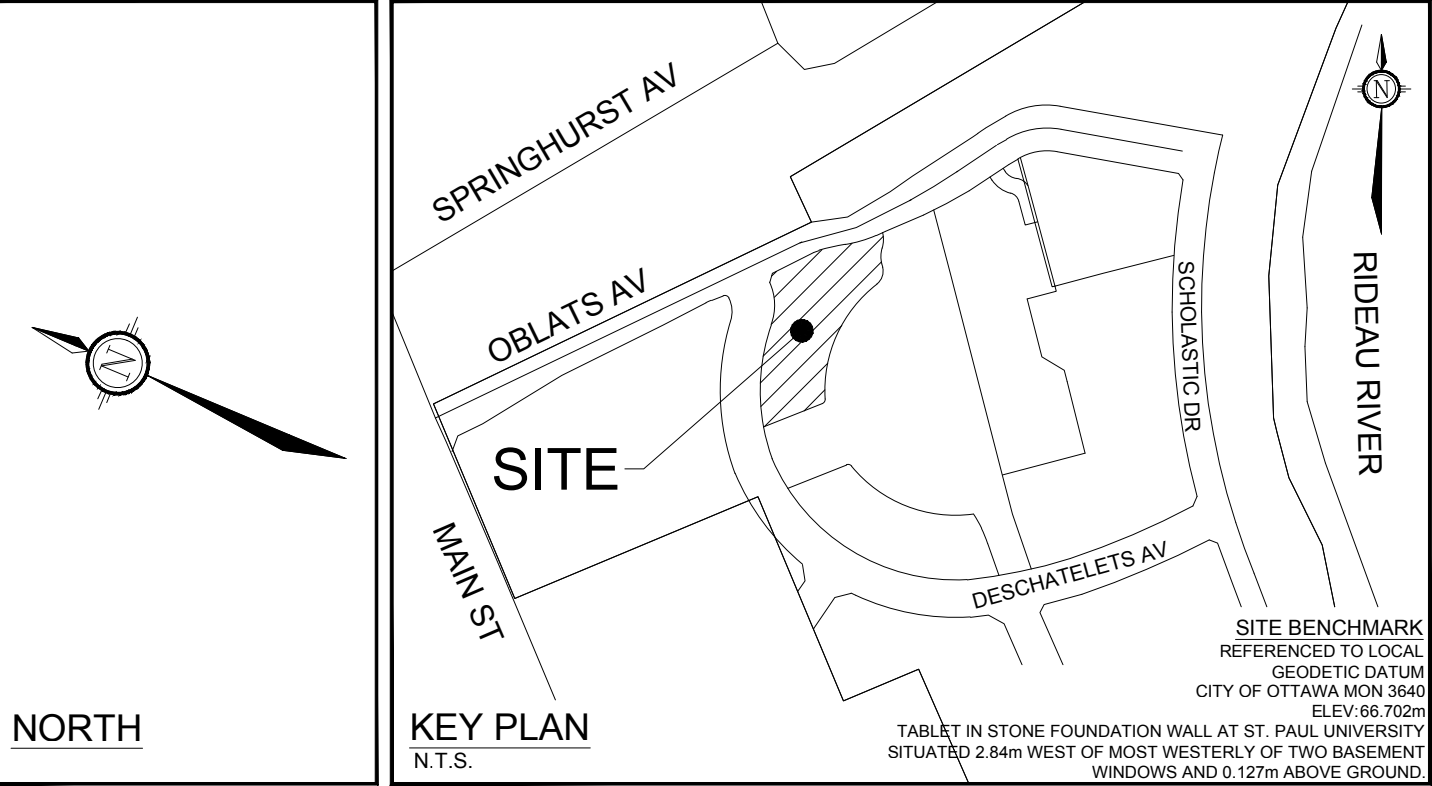 N
NORTH
SPRINGHURST AV
OBLATS AV
SITE
MAIN ST
SCHOLASTIC DR
DESCHATELETS AV
N
RIDEAU RIVER
KEY PLAN
N.T.S.
SITE BENCHMARK
REFERENCED TO LOCAL
GEODETIC DATUM
CITY OF OTTAWA MON 3640
ELEV:66.702m
TABLET IN STONE FOUNDATION WALL AT ST. PAUL UNIVERSITY
SITUATED 2.84m WEST OF MOST WESTERLY OF TWO BASEMENT
WINDOWS AND 0.127m ABOVE GROUND.